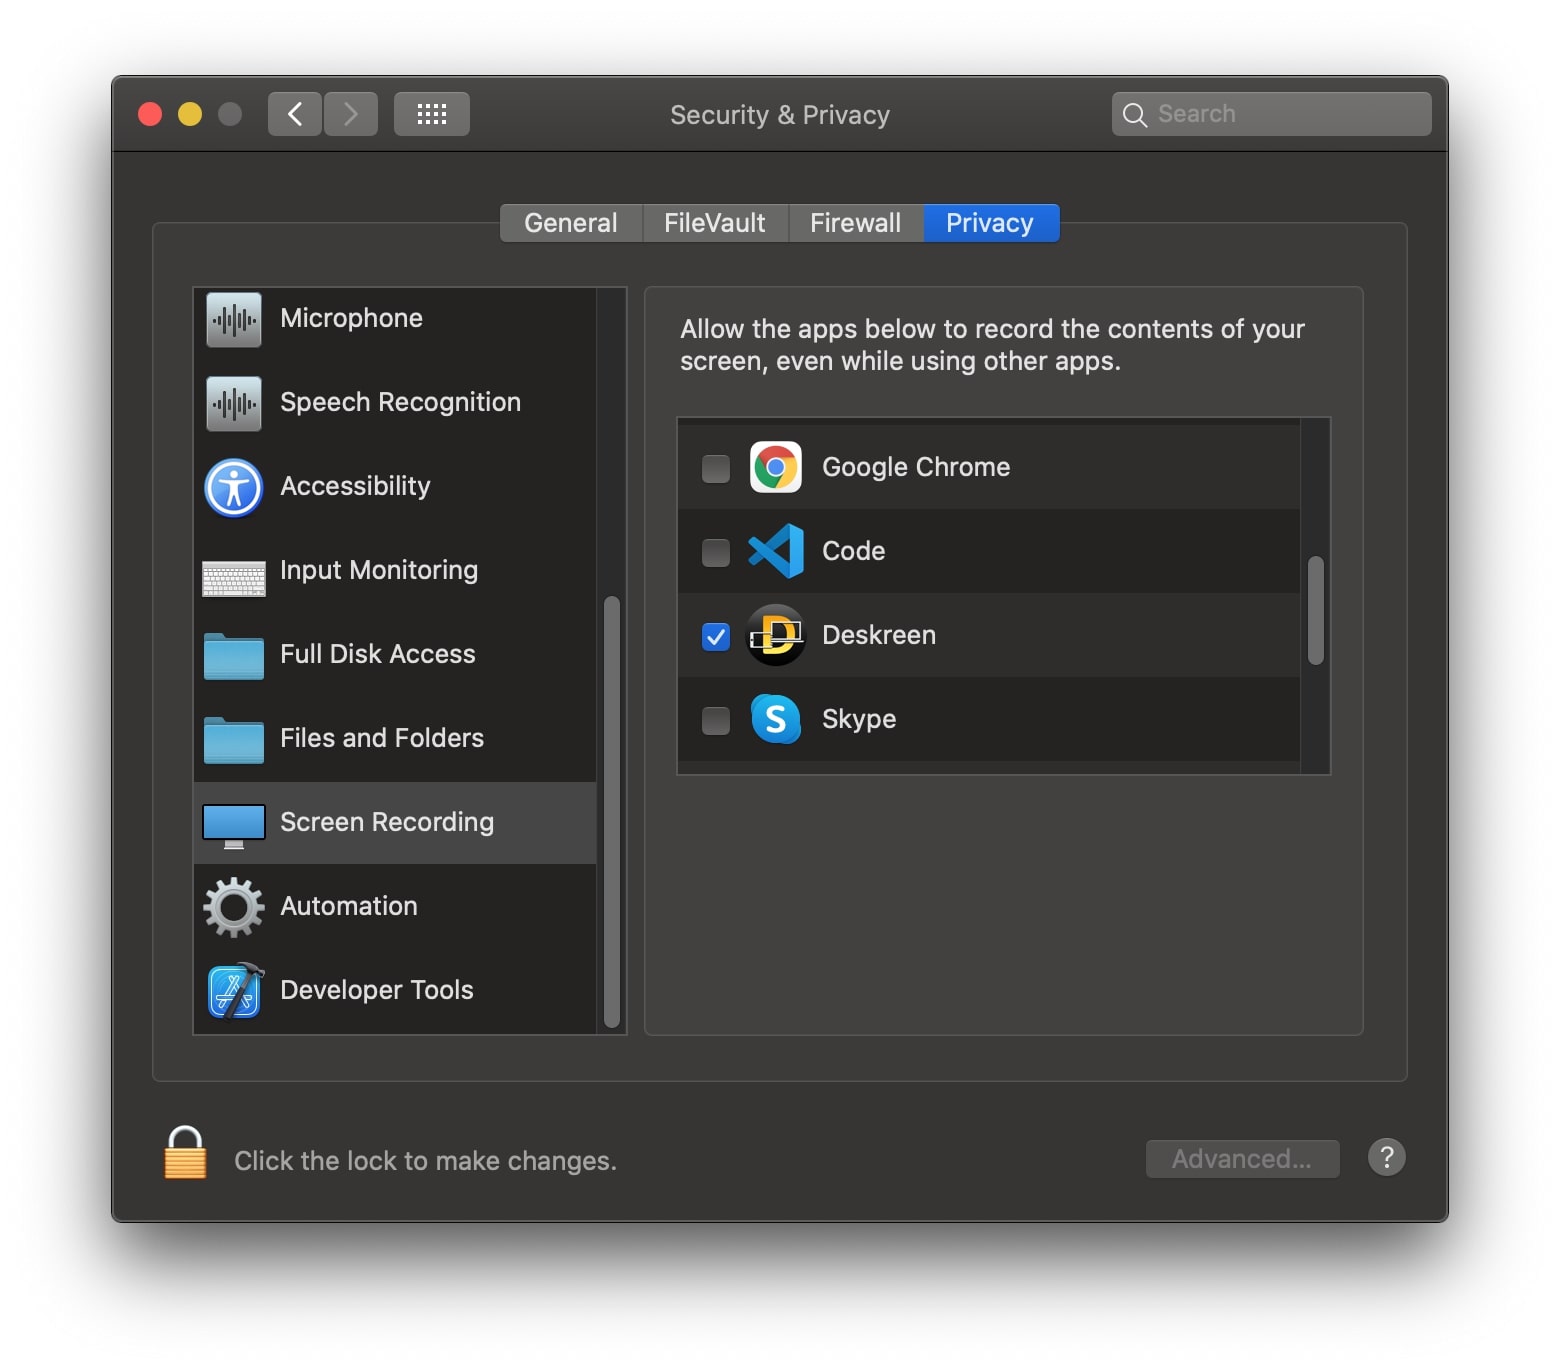 Security & Privacy
Search
General
FileVault
Firewall
Privacy
Microphone
Speech Recognition
Accessibility
Input Monitoring
Full Disk Access
Files and Folders
Screen Recording
Automation
Developer Tools
Allow the apps below to record the contents of your
screen, even while using other apps.
Google Chrome
Code
D
Deskreen
S
Skype
Click the lock to make changes.
Advanced...
?